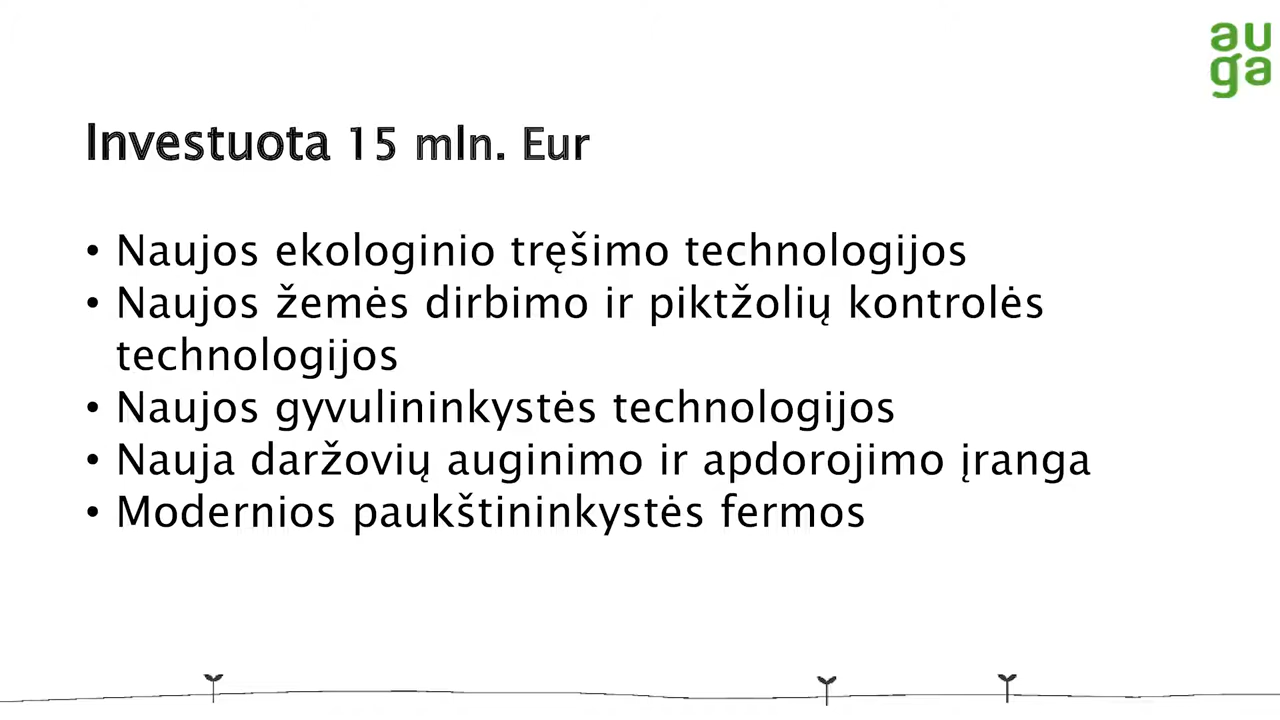 au
ga
Investuota 15 mln. Eur
• Naujos ekologinio tręšimo technologijos
• Naujos žemės dirbimo ir piktžolių kontrolės
technologijos
• Naujos gyvulininkystės technologijos
• Nauja daržovių auginimo ir apdorojimo įranga
• Modernios paukštininkystės fermos